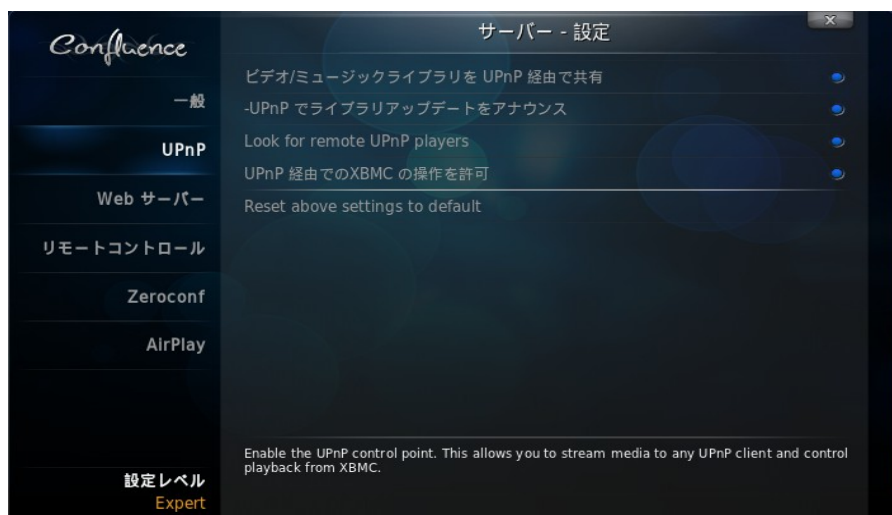 Confluence
サーバー - 設定
一般
UPnP
Web サーバー
リモートコントロール
Zeroconf
AirPlay
設定レベル
Expert
ビデオ/ミュージックライブラリを UPnP 経由で共有
-UPnP でライブラリアップデートをアナウンス
Look for remote UPnP players
UPnP 経由でのXBMC の操作を許可
Reset above settings to default
Enable the UPnP control point. This allows you to stream media to any UPnP client and control
playback from XBMC.